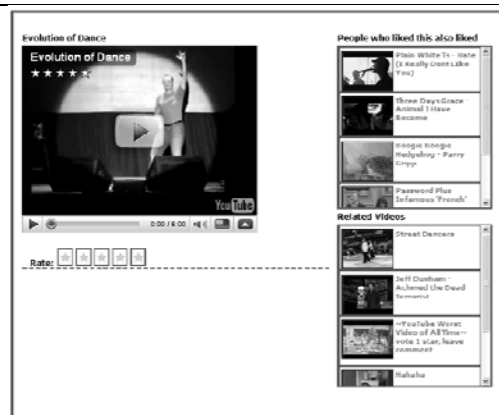 Evolution of Dance
Evolution of Dance
YouTube
0:00 / 6:00
Rate:
People who liked this also liked
Plain White Ts - Hate
(I Really Dont Like
You)
Three Days Grace -
Animal I Have
Become
Boogie Boogie
Hedgehog - Parry
Gripp
Password Plus
Infamous 'French'
Related Videos
Street Dancers
Jeff Dunham -
Achmed the Dead
Terrorist
~YouTube Worst
Video of All Time~
vote 1 star, leave
comment
Hahaha